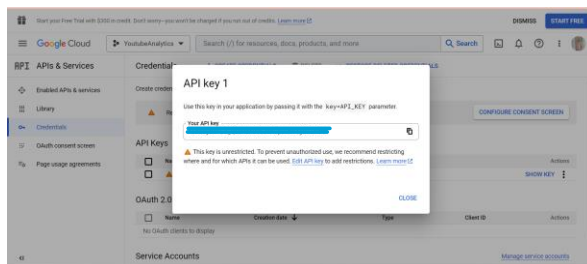 Start your Free Trial with $300 in credit. Don't worry—you won't be charged if you run out of credits. Learn more
DISMISS
START FREE
Google Cloud
YoutubeAnalytics
Search (/) for resources, docs, products, and more
Search
API APIs & Services
Credentials
Enabled APIs & services
Library
Credentials
OAuth consent screen
Page usage agreements
Create
CONFIGURE CONSENT SCREEN
API key 1
Use this key in your application by passing it with the key=API_KEY parameter.
Your API key
This key is unrestricted. To prevent unauthorized use, we recommend restricting
where and for which APIs it can be used. Edit API key to add restrictions. Learn more
CLOSE
API Keys
Actions
SHOW KEY
OAuth 2.0
Name
Creation date
Type
Client ID
Actions
No OAuth clients to display
Service Accounts
Manage service accounts